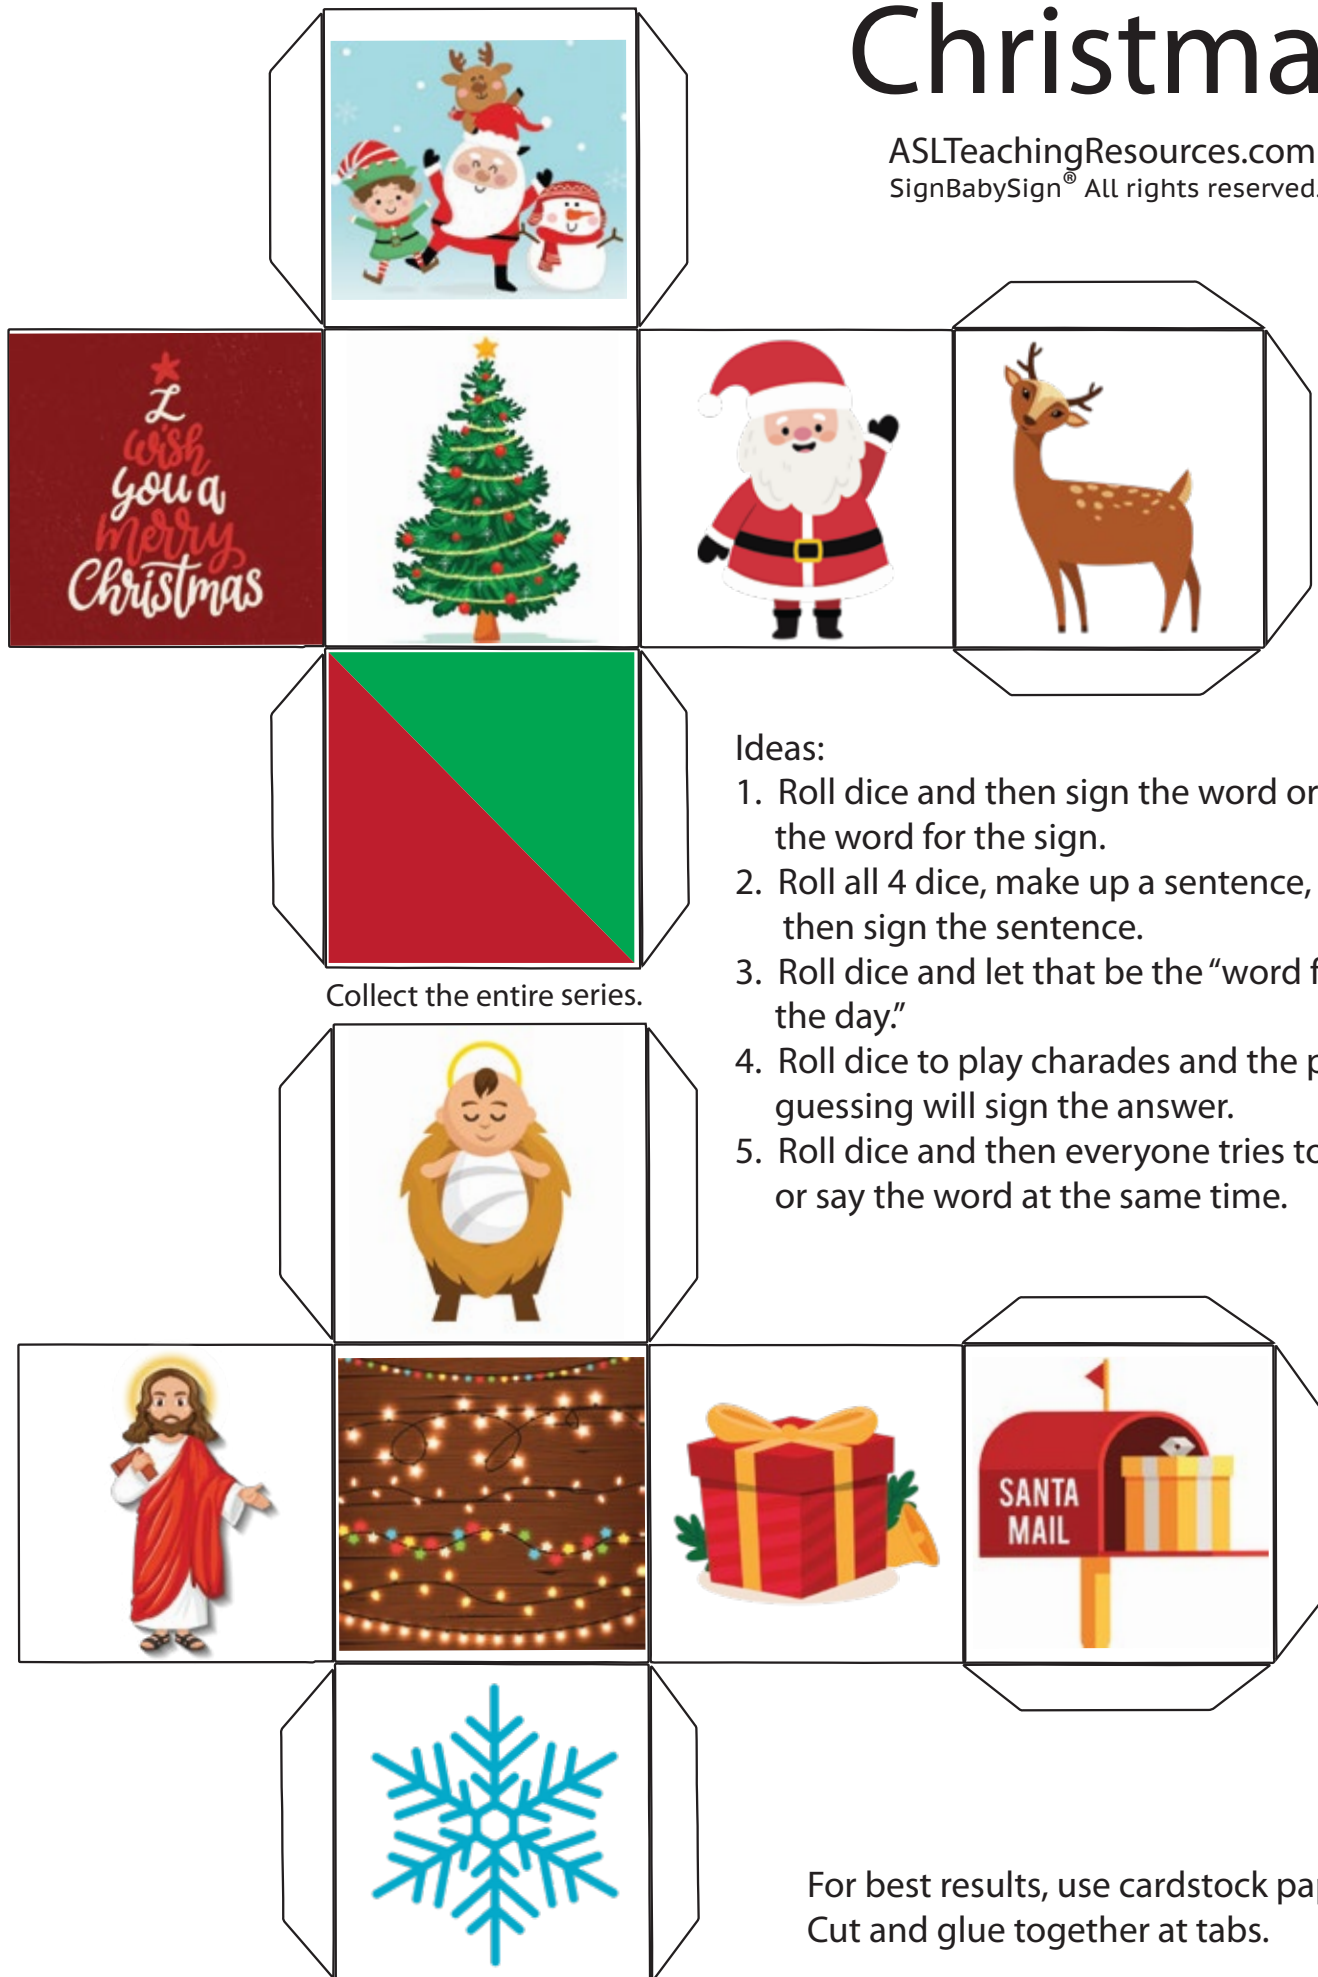 Christma
ASLTeachingResources.com
SignBabySign® All rights reserved.
I
wish
you a
merry
Christmas
Ideas:
1. Roll dice and then sign the word or
the word for the sign.
2. Roll all 4 dice, make up a sentence,
then sign the sentence.
3. Roll dice and let that be the “word f
the day.”
4. Roll dice to play charades and the p
guessing will sign the answer.
5. Roll dice and then everyone tries to
or say the word at the same time.
Collect the entire series.
SANTA
MAIL
For best results, use cardstock pap
Cut and glue together at tabs.